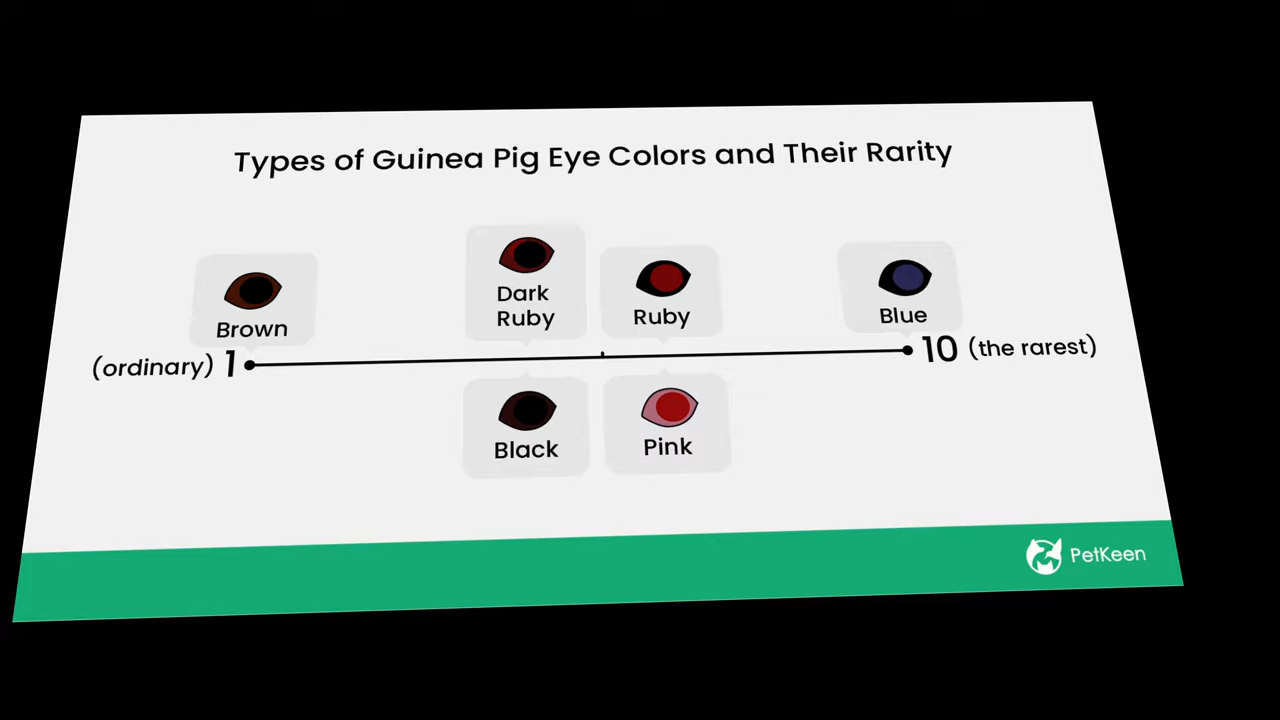 Types of Guinea Pig Eye Colors and Their Rarity
Brown
Dark
Ruby
Ruby
Blue
(ordinary) 1
10 (the rarest)
Black
Pink
PetKeen